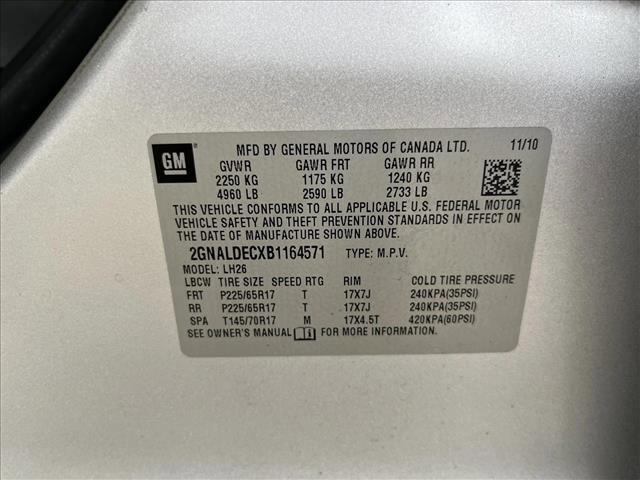 GM MFD BY GENERAL MOTORS OF CANADA LTD. 11/10
GVWR GAWR FRT GAWR RR
2250 KG 1175 KG 1240 KG
4960 LB 2590 LB 2733 LB
THIS VEHICLE CONFORMS TO ALL APPLICABLE U.S. FEDERAL MOTOR
VEHICLE SAFETY AND THEFT PREVENTION STANDARDS IN EFFECT ON
THE DATE OF MANUFACTURE SHOWN ABOVE.
2GNALDECXB1164571 TYPE: M.P.V.
MODEL: LH26
LBCW TIRE SIZE SPEED RTG RIM COLD TIRE PRESSURE
FRT P225/65R17 T 17X7J 240KPA(35PSI)
RR P225/65R17 T 17X7J 240KPA(35PSI)
SPA T145/70R17 M 17X4.5T 420KPA(60PSI)
SEE OWNER'S MANUAL FOR MORE INFORMATION.